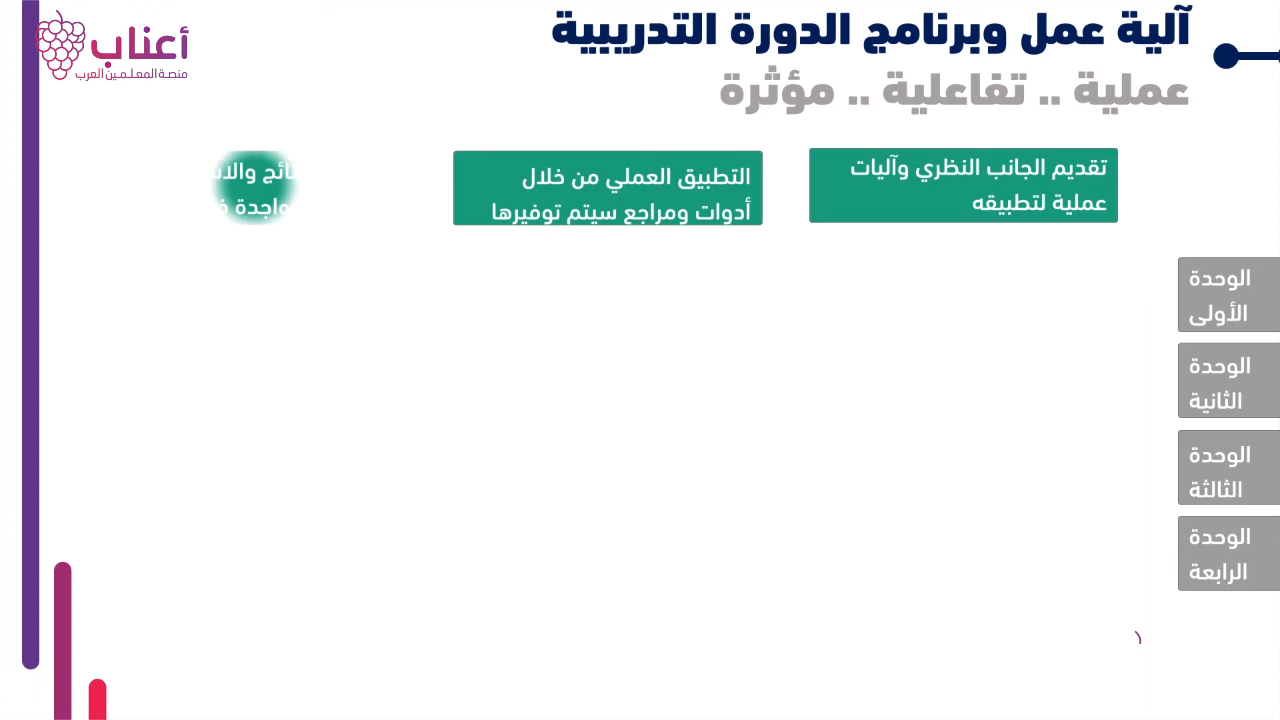 أعناب
منصة المعلمين العرب
آلية عمل وبرنامج الدورة التدريبية
عملية .. تفاعلية .. مؤثرة
تقديم الجانب النظري وآليات
عملية لتطبيقه
التطبيق العملي من خلال
أدوات ومراجع سيتم توفيرها
الوحدة
الأولى
الوحدة
الثانية
الوحدة
الثالثة
الوحدة
الرابعة